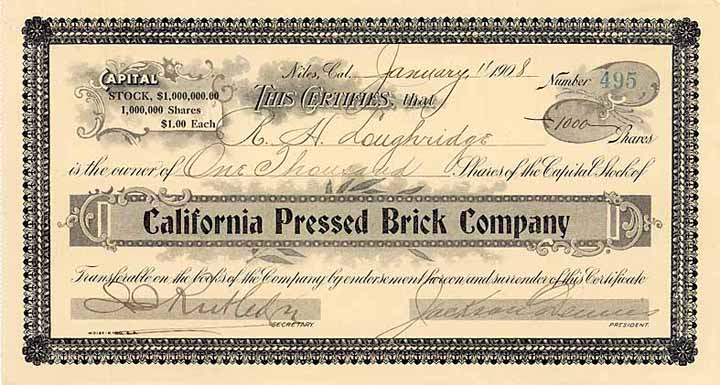 Niles, Cal. January 11 1908
CAPITAL
STOCK, $1,000,000.00
1,000,000 Shares
$1.00 Each
Number 495
THIS CERTIFIES, that
R. H. Loughridge
1000 Shares
is the owner of One Thousand Shares of the Capital Stock of
California Pressed Brick Company
Transferable on the books of the Company by endorsement hereon and surrender of this Certificate
SECRETARY.
Jackson Dennis
PRESIDENT.